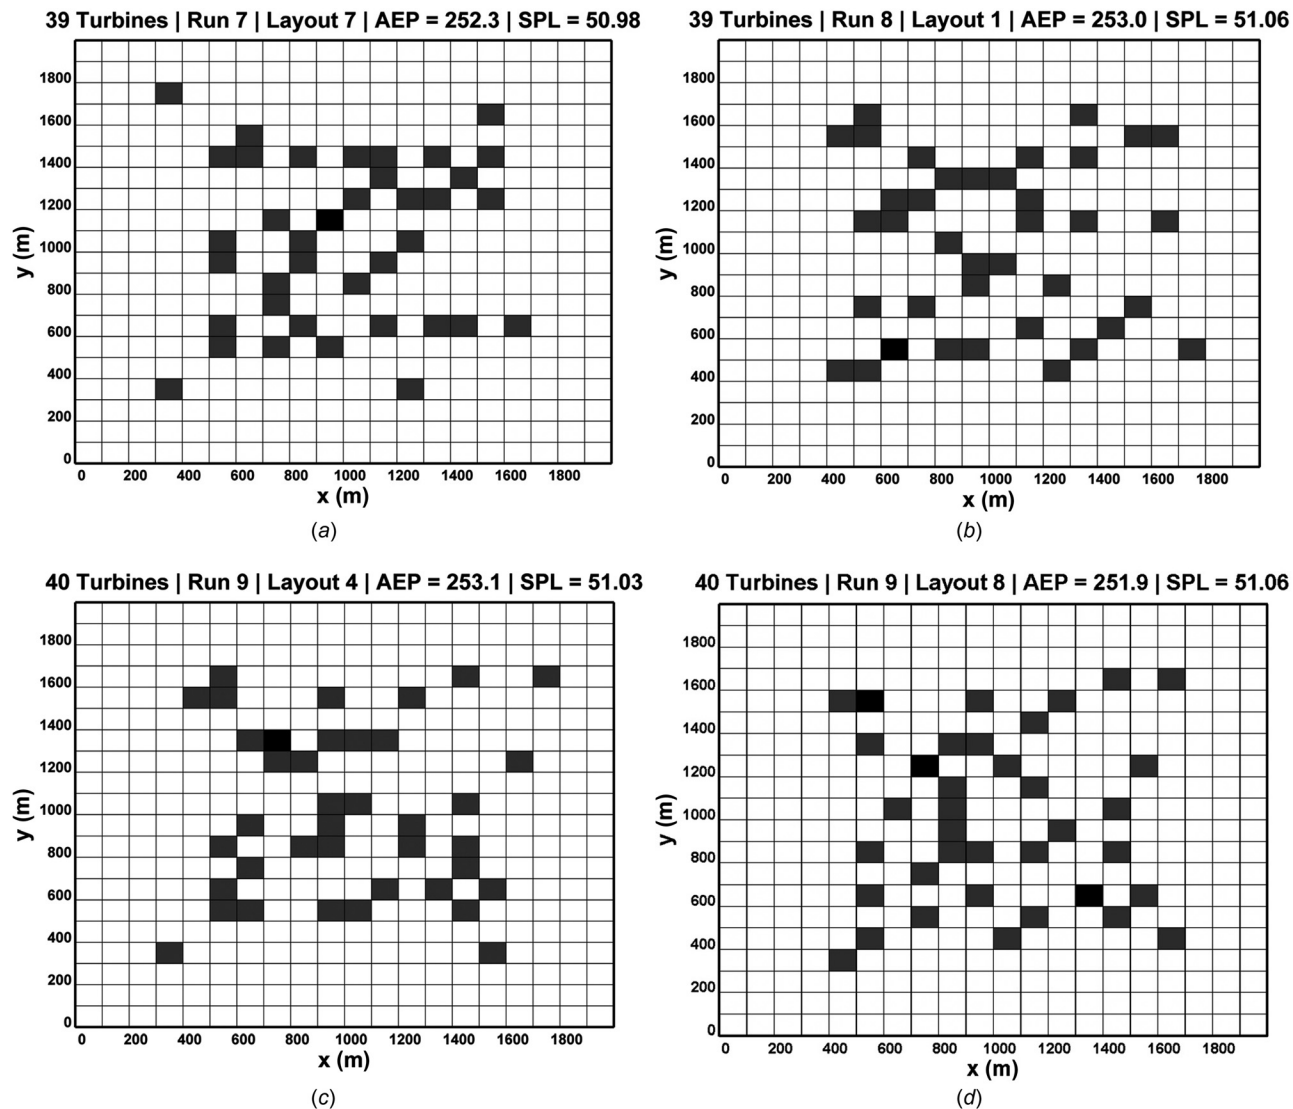 39 Turbines | Run 7 | Layout 7 | AEP = 252.3 | SPL = 50.98
y (m)
1800
1600
1400
1200
1000
800
600
400
200
0
0 200 400 600 800 1000 1200 1400 1600 1800
x (m)
(a)
39 Turbines | Run 8 | Layout 1 | AEP = 253.0 | SPL = 51.06
y (m)
1800
1600
1400
1200
1000
800
600
400
200
0
0 200 400 600 800 1000 1200 1400 1600 1800
x (m)
(b)
40 Turbines | Run 9 | Layout 4 | AEP = 253.1 | SPL = 51.03
y (m)
1800
1600
1400
1200
1000
800
600
400
200
0
0 200 400 600 800 1000 1200 1400 1600 1800
x (m)
(c)
40 Turbines | Run 9 | Layout 8 | AEP = 251.9 | SPL = 51.06
y (m)
1800
1600
1400
1200
1000
800
600
400
200
0
0 200 400 600 800 1000 1200 1400 1600 1800
x (m)
(d)